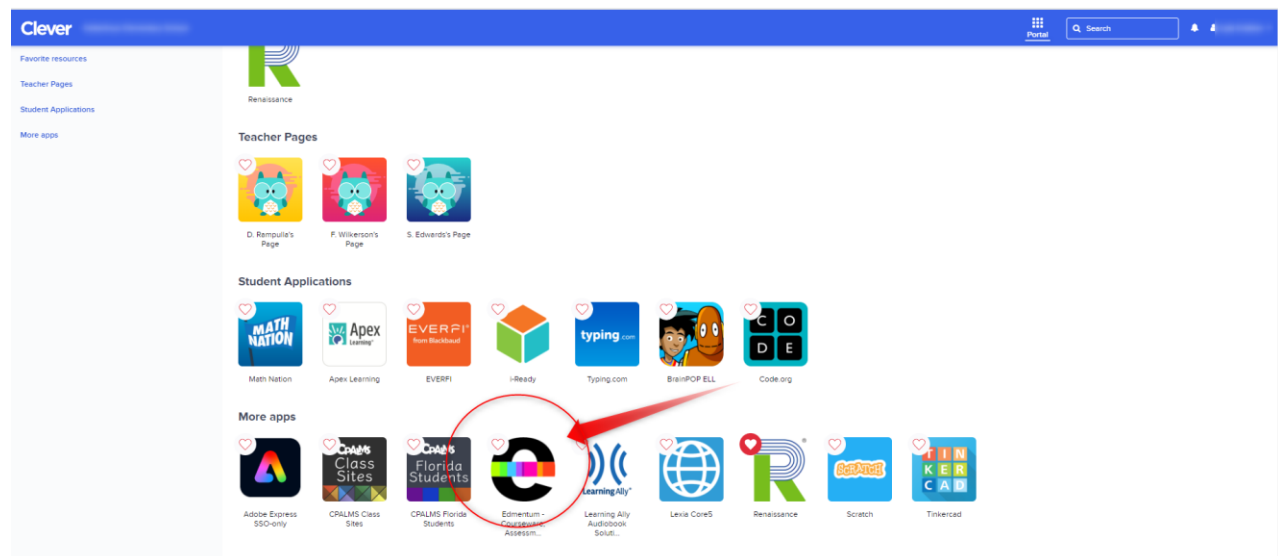 Clever
Portal
Search
Favorite resources
Teacher Pages
Student Applications
More apps
Renaissance
Teacher Pages
D. Rampulla's
Page
F. Wilkerson's
Page
S. Edwards's Page
Student Applications
MATH
NATION
Apex
Learning
EVERFI
from Blackbaud
typing.com
C O
D E
Math Nation
Apex Learning
EVERFI
i-Ready
Typing.com
BrainPOP ELL
Code.org
More apps
CPALMS
Class
Sites
CPALMS
Florida
Students
Learning Ally
SCRATCH
TIN
KER
CAD
Adobe Express
SSO-only
CPALMS Class
Sites
CPALMS Florida
Students
Edmentum -
Courseware,
Assessm...
Learning Ally
Audiobook
Soluti...
Lexia Core5
Renaissance
Scratch
Tinkercad